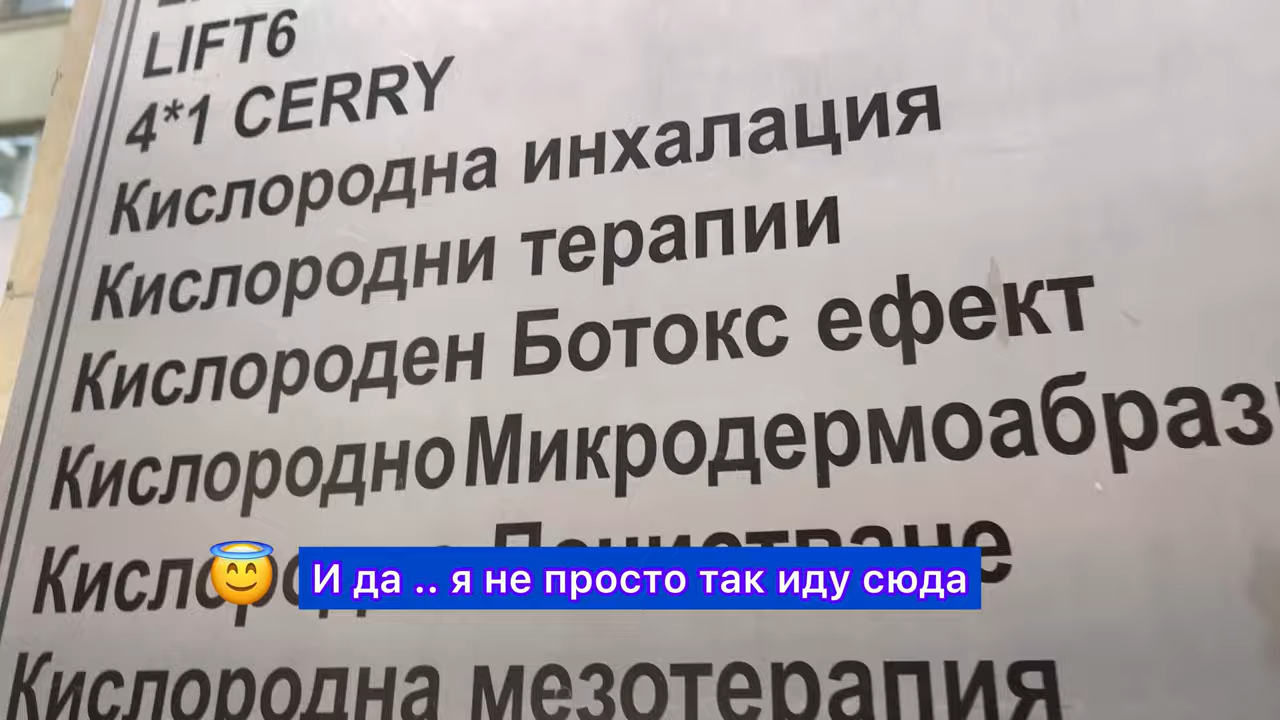 LIFT6
4*1 CERRY
Кислородна инхалация
Кислородни терапии
Кислороден Ботокс ефект
Кислородно Микродермоабраз
Почистване
И да .. я не просто так иду сюда
Кислородна мезотерапия